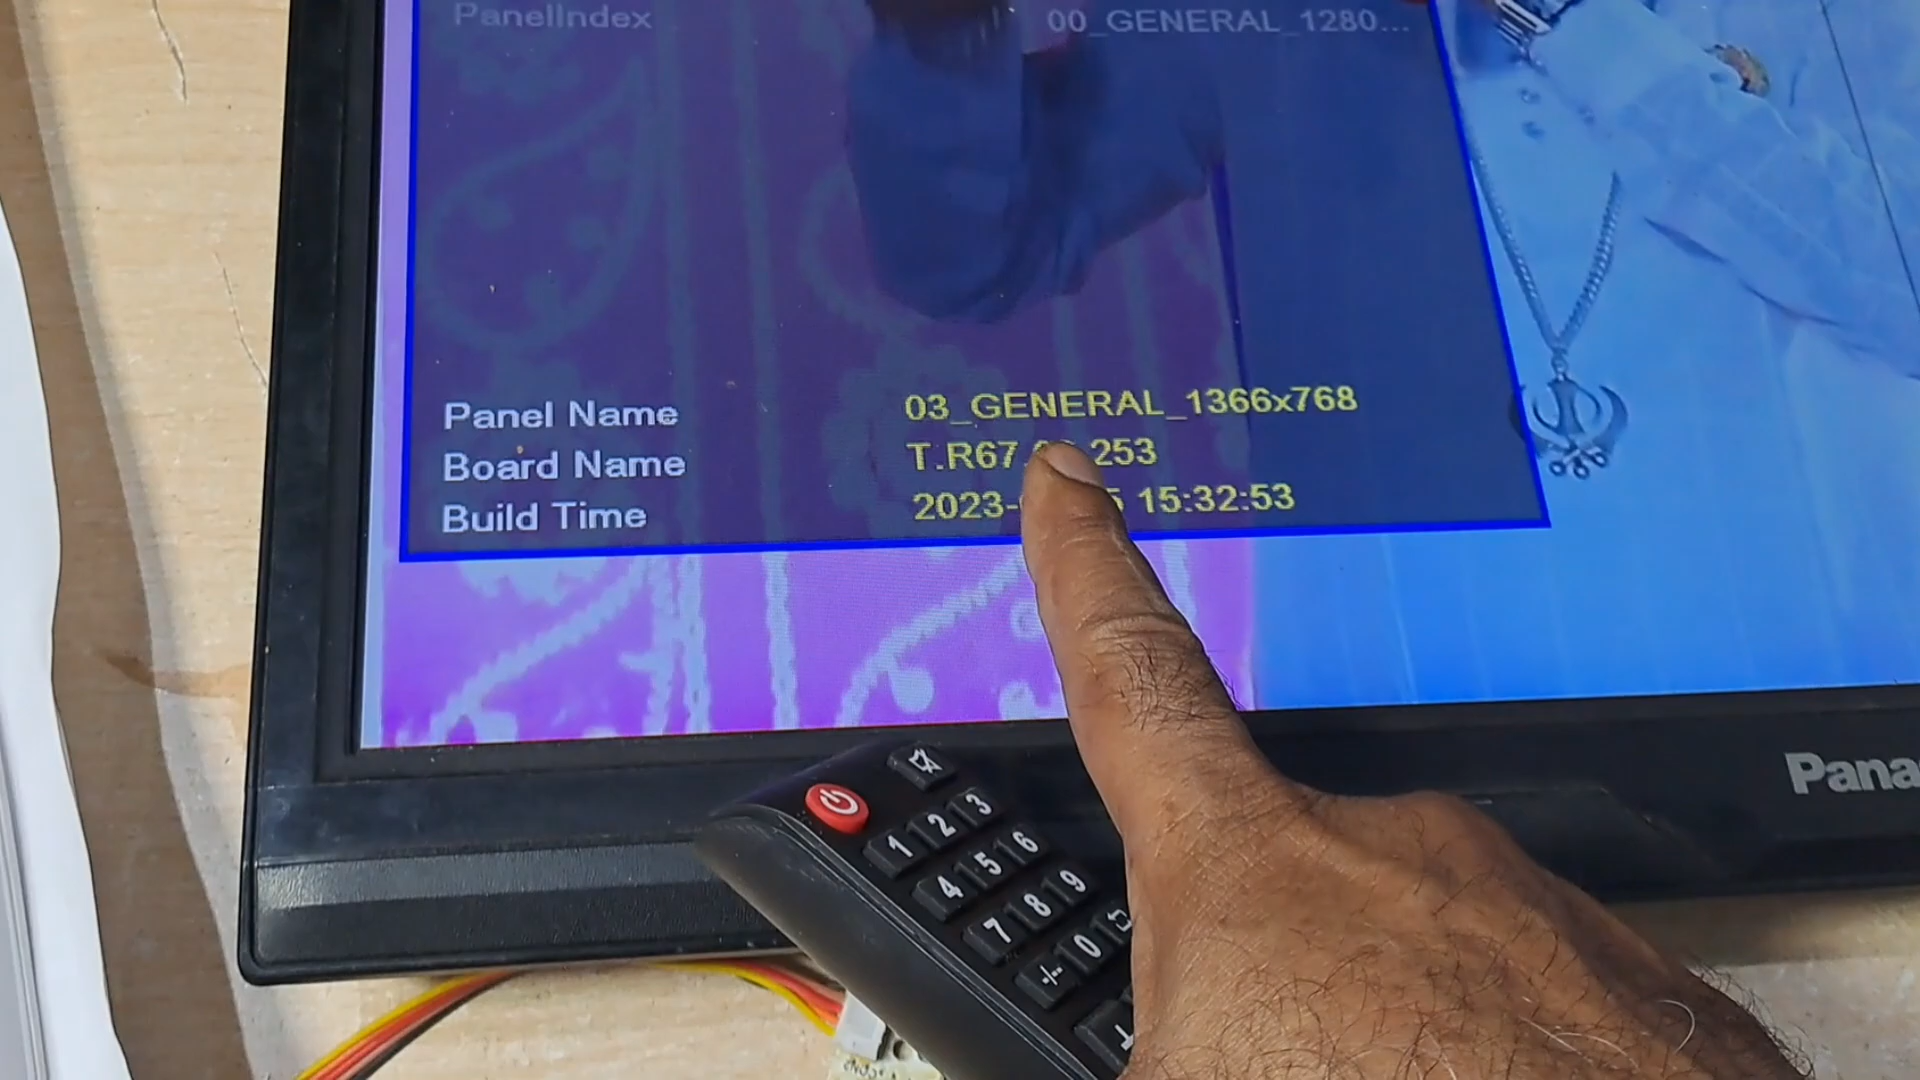 PanelIndex 00_GENERAL_1280...
Panel Name 03_GENERAL_1366x768
Board Name T.R67. 253
Build Time 2023- 15:32:53
Pana
1 2 3
4 5 6
7 8 9
-/-- 0